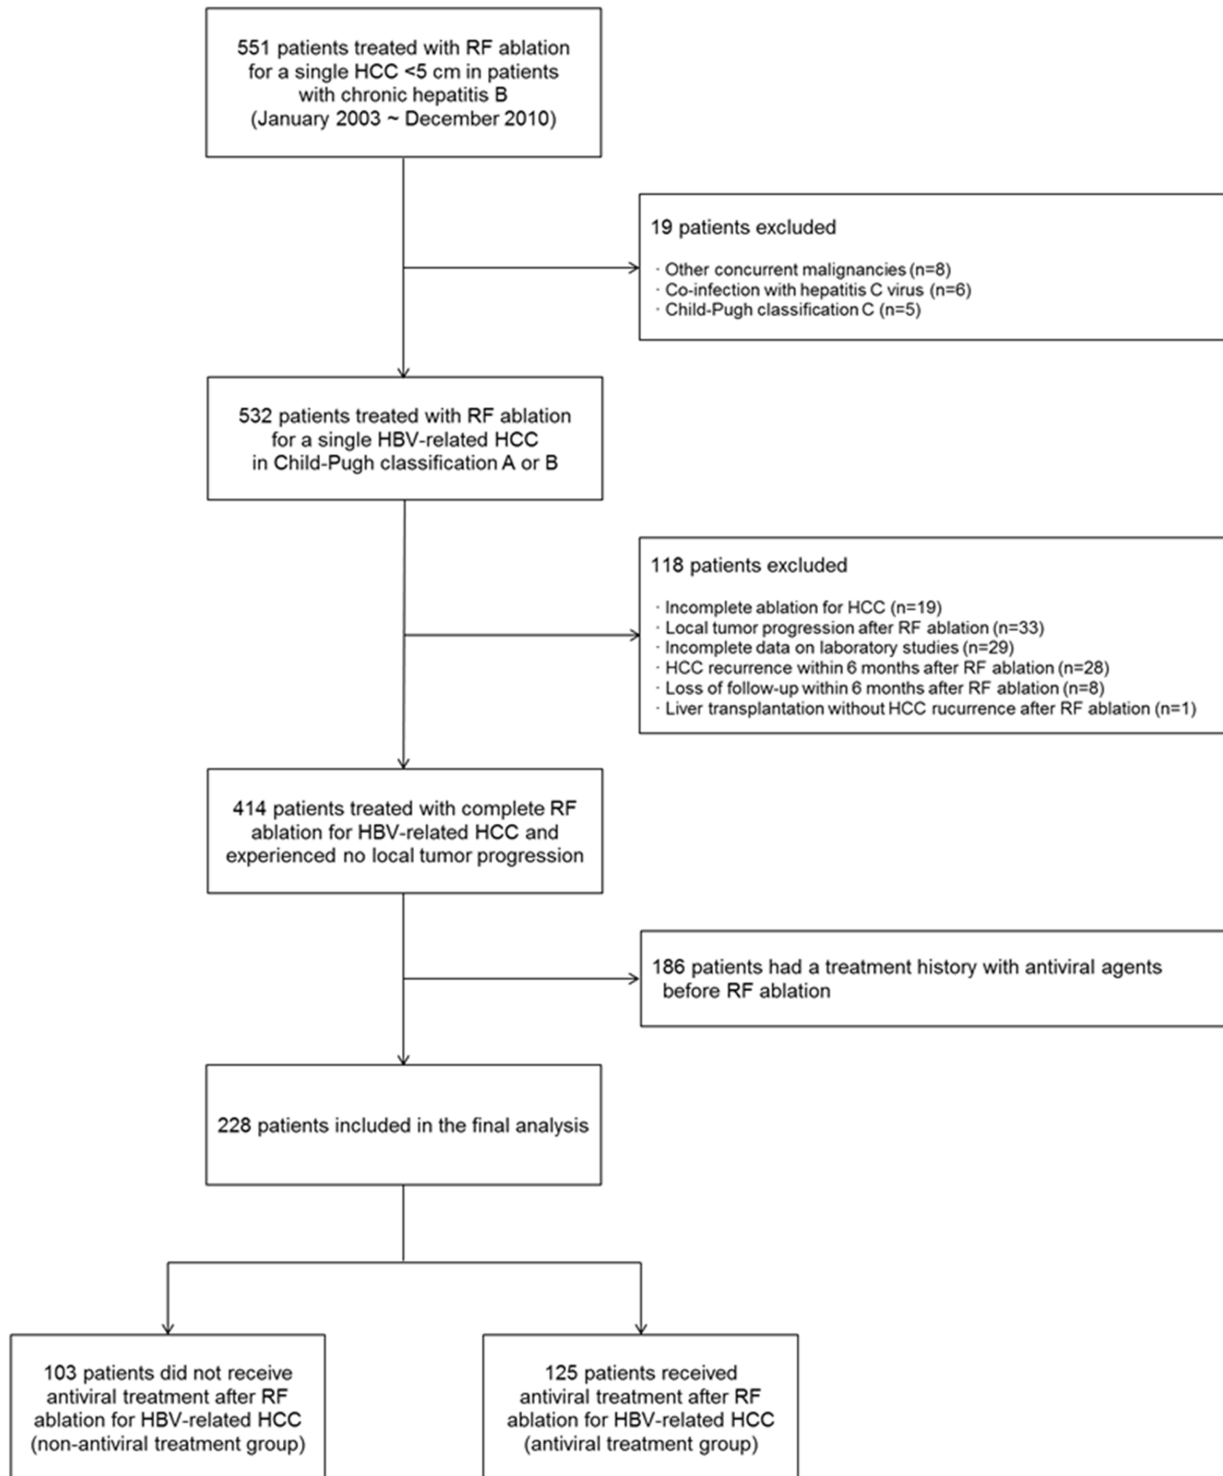 551 patients treated with RF ablation
for a single HCC <5 cm in patients
with chronic hepatitis B
(January 2003 ~ December 2010)
19 patients excluded
· Other concurrent malignancies (n=8)
· Co-infection with hepatitis C virus (n=6)
· Child-Pugh classification C (n=5)
532 patients treated with RF ablation
for a single HBV-related HCC
in Child-Pugh classification A or B
118 patients excluded
· Incomplete ablation for HCC (n=19)
· Local tumor progression after RF ablation (n=33)
· Incomplete data on laboratory studies (n=29)
· HCC recurrence within 6 months after RF ablation (n=28)
· Loss of follow-up within 6 months after RF ablation (n=8)
· Liver transplantation without HCC rucurrence after RF ablation (n=1)
414 patients treated with complete RF
ablation for HBV-related HCC and
experienced no local tumor progression
186 patients had a treatment history with antiviral agents
before RF ablation
228 patients included in the final analysis
103 patients did not receive
antiviral treatment after RF
ablation for HBV-related HCC
(non-antiviral treatment group)
125 patients received
antiviral treatment after RF
ablation for HBV-related HCC
(antiviral treatment group)